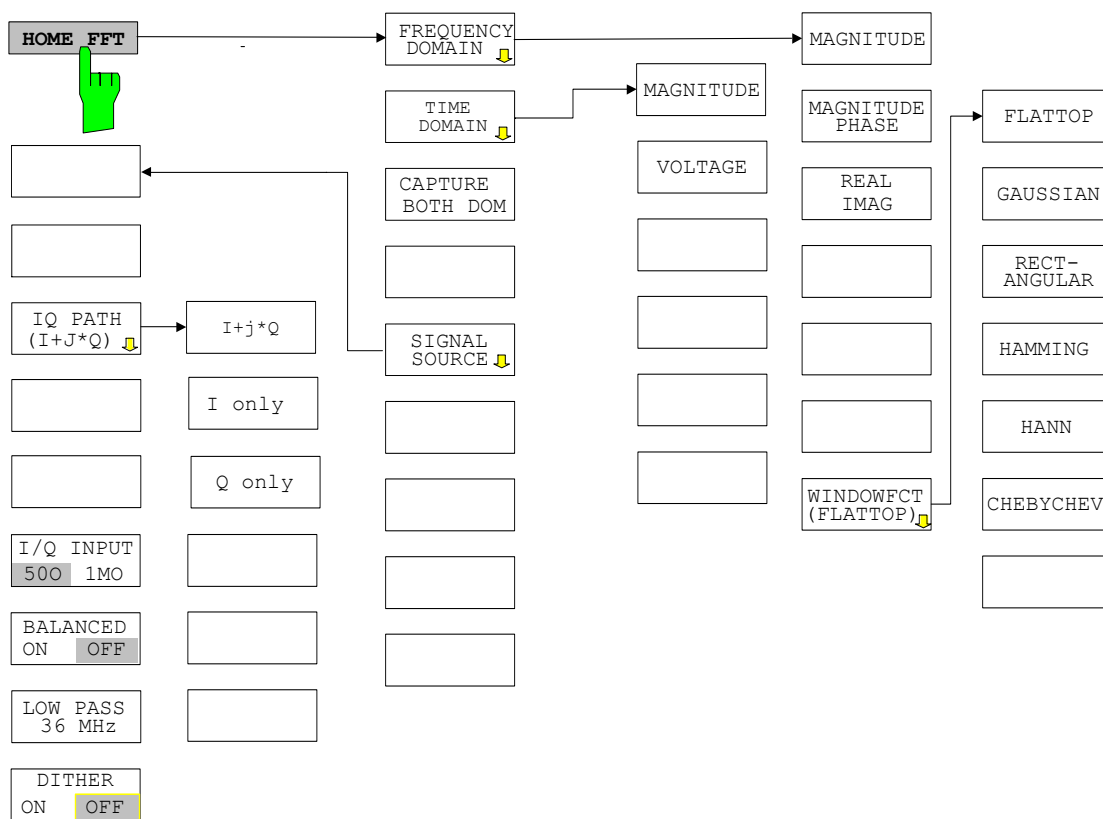 HOME FFT
-
FREQUENCY
DOMAIN
TIME
DOMAIN
CAPTURE
BOTH DOM
SIGNAL
SOURCE
MAGNITUDE
VOLTAGE
MAGNITUDE
MAGNITUDE
PHASE
REAL
IMAG
WINDOWFCT
(FLATTOP)
FLATTOP
GAUSSIAN
RECT-
ANGULAR
HAMMING
HANN
CHEBYCHEV
IQ PATH
(I+J*Q)
I/Q INPUT
50O 1MO
BALANCED
ON OFF
LOW PASS
36 MHz
DITHER
ON OFF
I+j*Q
I only
Q only